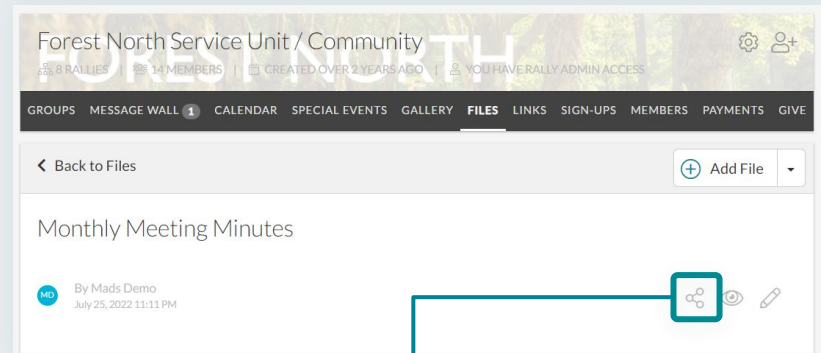 Forest North Service Unit / Community
FOREST NORTH
8 RALLIES | 14 MEMBERS | CREATED OVER 2 YEARS AGO | YOU HAVE RALLY ADMIN ACCESS
GROUPS MESSAGE WALL 1 CALENDAR SPECIAL EVENTS GALLERY FILES LINKS SIGN-UPS MEMBERS PAYMENTS GIVE
Back to Files
Add File
Monthly Meeting Minutes
MD By Mads Demo
July 25, 2022 11:11 PM